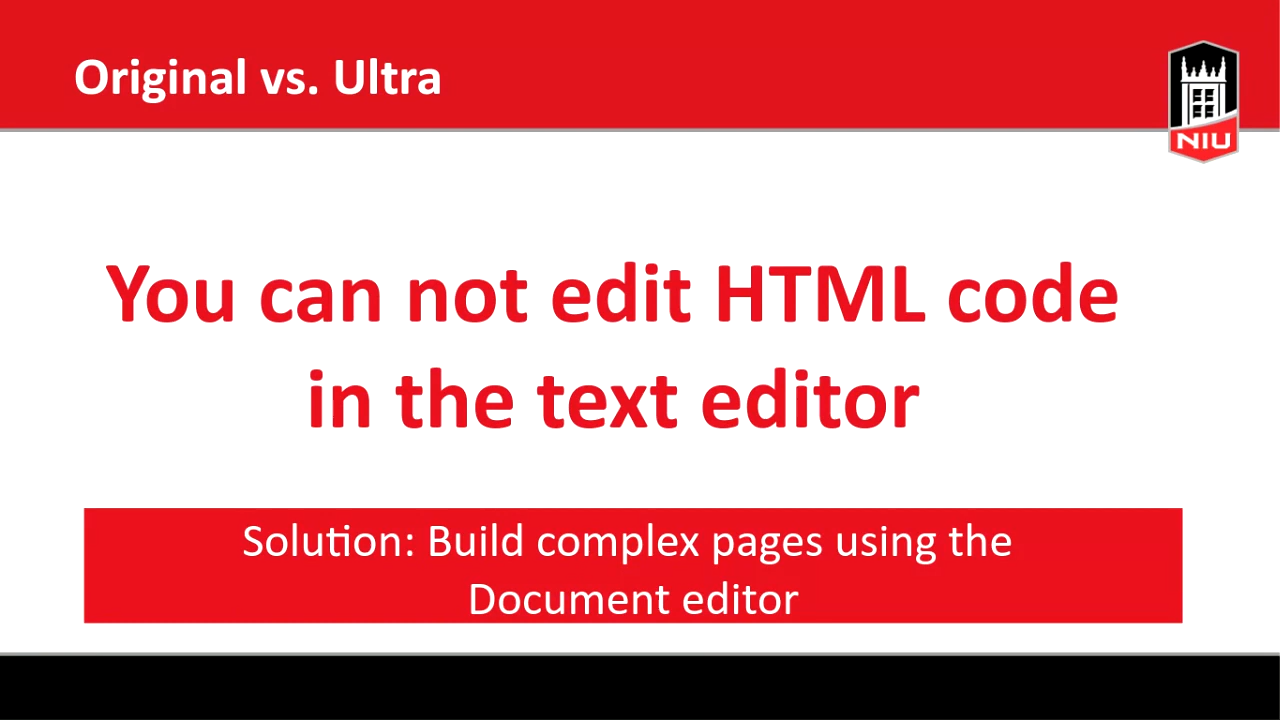 Original vs. Ultra
NIU
You can not edit HTML code
in the text editor
Solution: Build complex pages using the
Document editor